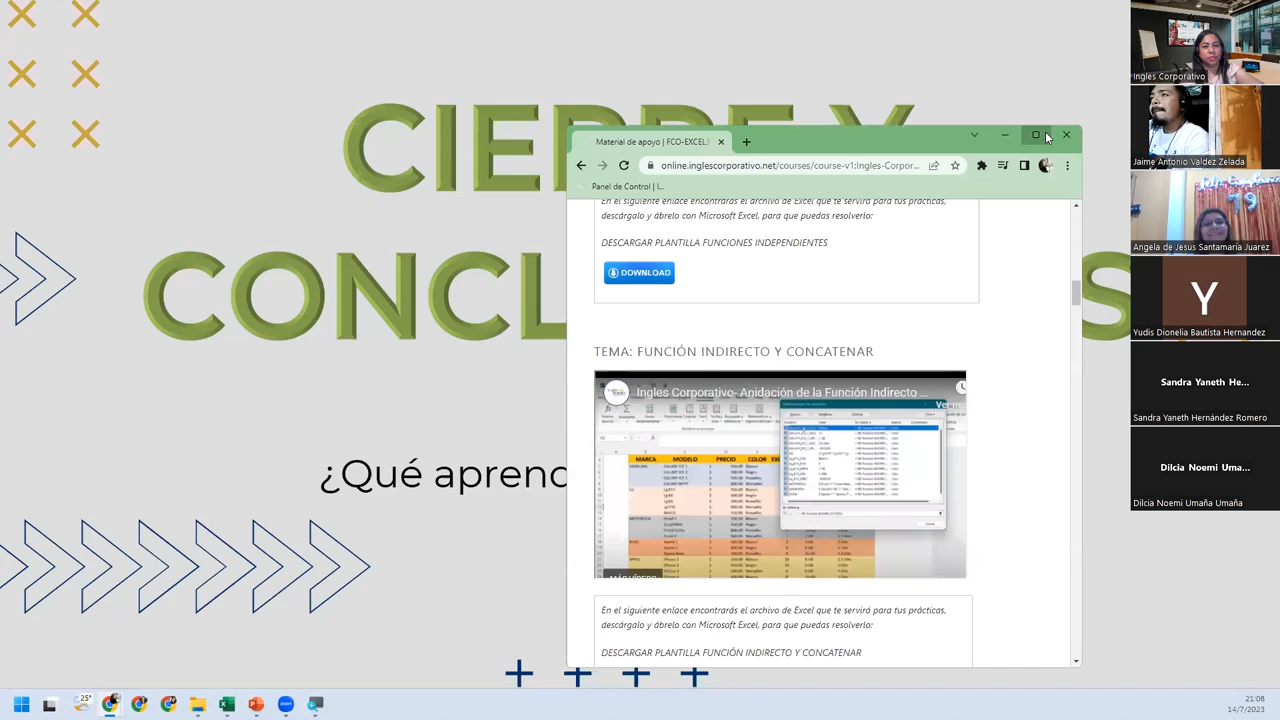 CIERRE Y
CONCL
S
¿Qué aprenc
Material de apoyo | FCO-EXCEL
online.inglescorporativo.net/courses/course-v1:Ingles-Corpor...
Panel de Control | I...
En el siguiente enlace encontrarás el archivo de Excel que te servirá para tus prácticas,
descárgalo y ábrelo con Microsoft Excel, para que puedas resolverlo:
DESCARGAR PLANTILLA FUNCIONES INDEPENDIENTES
DOWNLOAD
TEMA: FUNCIÓN INDIRECTO Y CONCATENAR
Ingles Corporativo- Anidación de la Función Indirecto ...
MARCA MODELO PRECIO COLOR
En el siguiente enlace encontrarás el archivo de Excel que te servirá para tus prácticas,
descárgalo y ábrelo con Microsoft Excel, para que puedas resolverlo:
DESCARGAR PLANTILLA FUNCIÓN INDIRECTO Y CONCATENAR
Ingles Corporativo
Jaime Antonio Valdez Zelada
79
Angela de Jesus Santamaria Juarez
Y
Yudis Dionelia Bautista Hernandez
Sandra Yaneth He...
Sandra Yaneth Hernández Romero
Dilcia Noemi Uma...
Dilcia Noemi Umaña Umaña
25°
zoom
21:08
14/7/2023